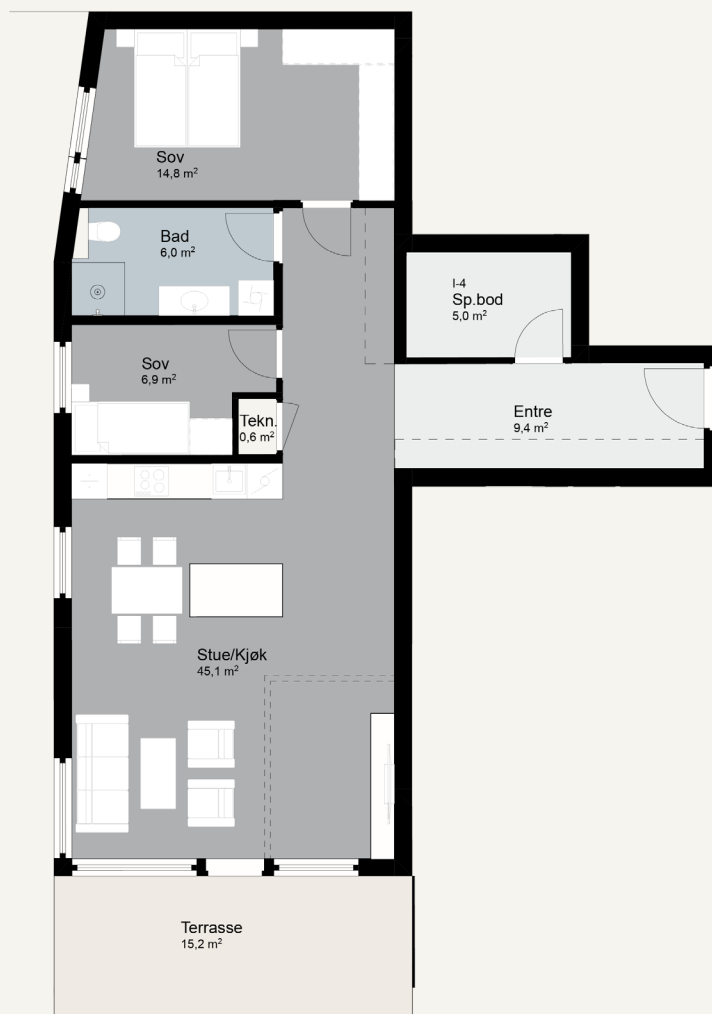 Sov
14,8 m²
Bad
6,0 m²
I-4
Sp.bod
5,0 m²
Sov
6,9 m²
Tekn.
0,6 m²
Entre
9,4 m²
Stue/Kjøk
45,1 m²
Terrasse
15,2 m²